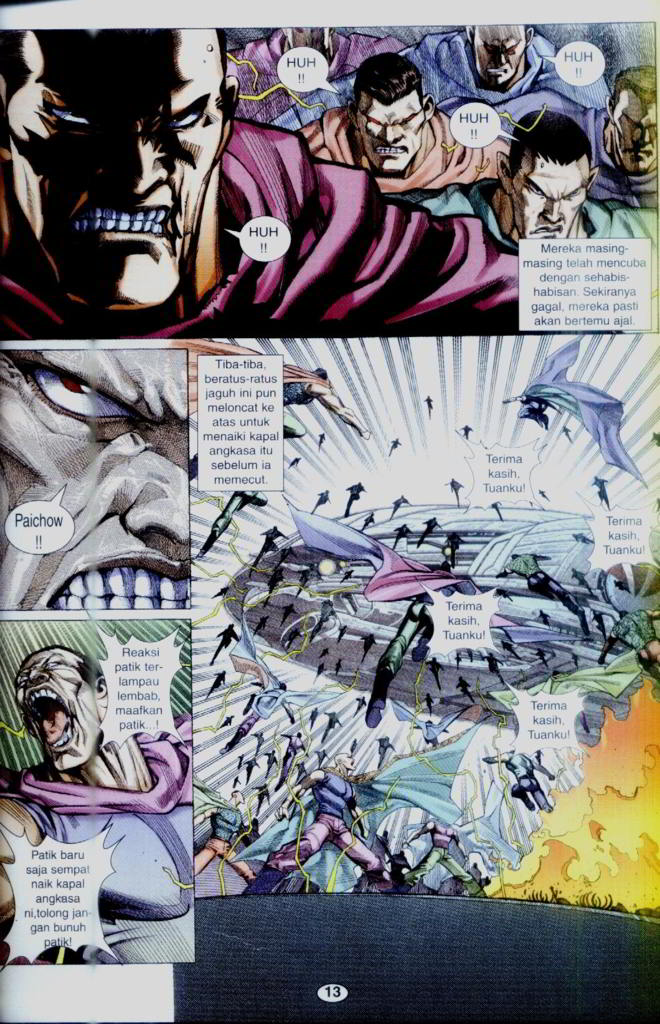 HUH
!!
HUH
!!
HUH
!!
HUH
!!
Mereka masing-
masing telah mencuba
dengan sehabis-
habisan. Sekiranya
gagal, mereka pasti
akan bertemu ajal.
Paichow
!!
Tiba-tiba,
beratus-ratus
jaguh ini pun
meloncat ke
atas untuk
menaiki kapal
angkasa itu
sebelum ia
memecut.
Terima
kasih,
Tuanku!
Terima
kasih,
Tuanku!
Terima
kasih,
Tuanku!
Terima
kasih,
Tuanku!
Reaksi
patik ter-
lampau
lembab,
maafkan
patik...!
Patik baru
saja sempat
naik kapal
angkasa
ni,tolong jan-
gan bunuh
patik!
13